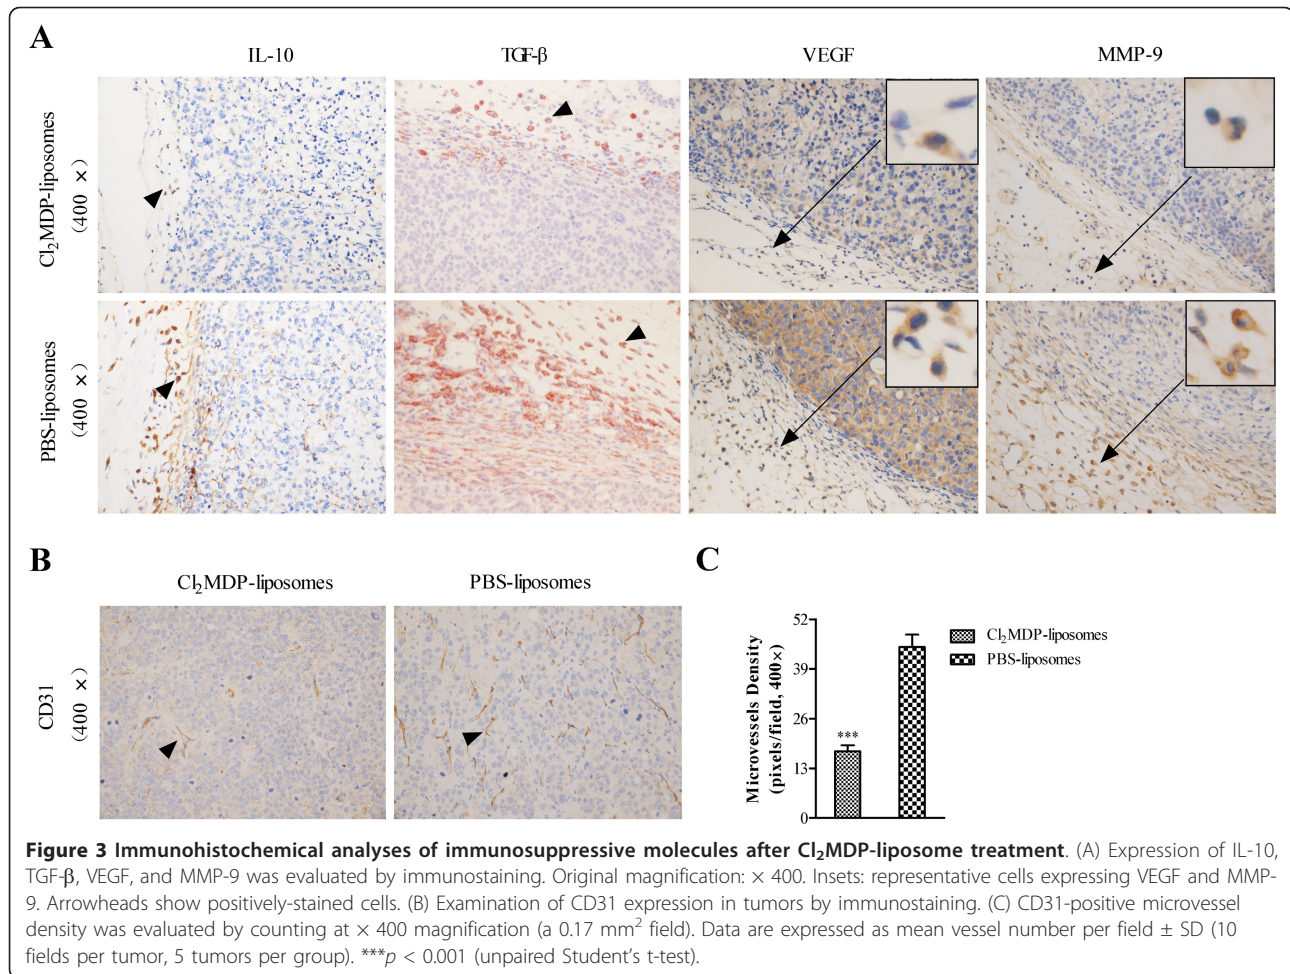 A
IL-10 TGF-β VEGF MMP-9
Cl₂MDP-liposomes
(400 ×)
PBS-liposomes
(400 ×)
B
Cl₂MDP-liposomes PBS-liposomes
CD31
(400 ×)
C
Microvessels Density
(pixels/field, 400×)
52
39
26
13
0
***
Cl₂MDP-liposomes
PBS-liposomes
Figure 3 Immunohistochemical analyses of immunosuppressive molecules after Cl₂MDP-liposome treatment. (A) Expression of IL-10,
TGF-β, VEGF, and MMP-9 was evaluated by immunostaining. Original magnification: × 400. Insets: representative cells expressing VEGF and MMP-
9. Arrowheads show positively-stained cells. (B) Examination of CD31 expression in tumors by immunostaining. (C) CD31-positive microvessel
density was evaluated by counting at × 400 magnification (a 0.17 mm² field). Data are expressed as mean vessel number per field ± SD (10
fields per tumor, 5 tumors per group). ***p < 0.001 (unpaired Student's t-test).